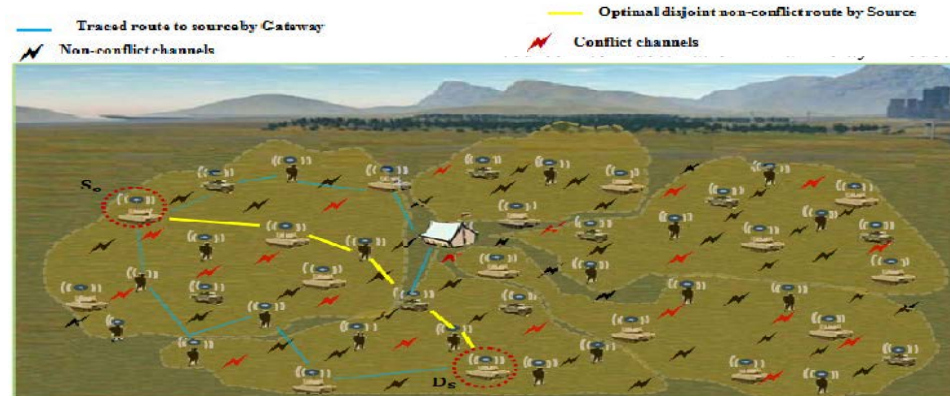 Traced route to source by Gateway
Optimal disjoint non-conflict route by Source
Non-conflict channels
Conflict channels
So
Ds